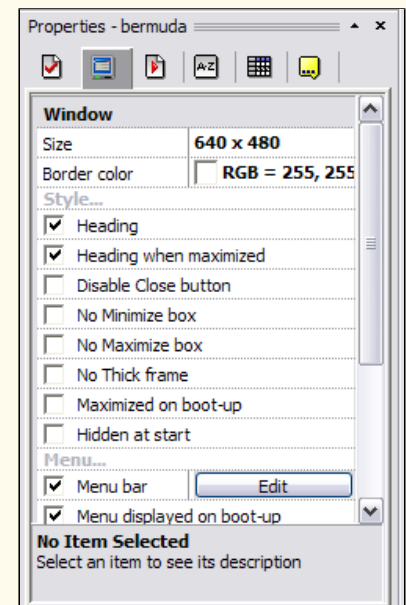 Properties - bermuda
A-Z
Window
Size 640 x 480
Border color RGB = 255, 255
Style...
Heading
Heading when maximized
Disable Close button
No Minimize box
No Maximize box
No Thick frame
Maximized on boot-up
Hidden at start
Menu...
Menu bar Edit
Menu displayed on boot-up
No Item Selected
Select an item to see its description